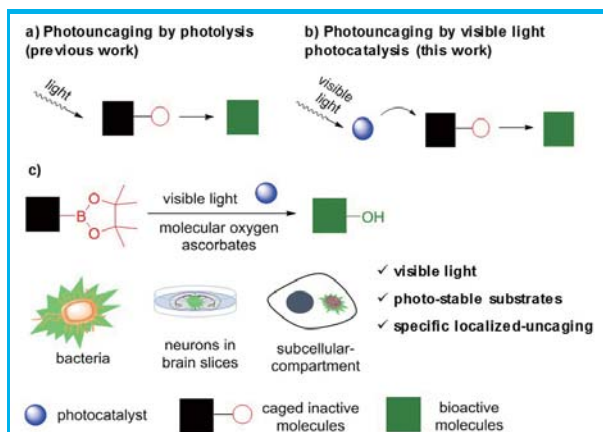 a) Photouncaging by photolysis
(previous work)
b) Photouncaging by visible light
photocatalysis (this work)
light
visible
light
c)
B
O
O
visible light
molecular oxygen
ascorbates
OH
bacteria
neurons in
brain slices
subcellular-
compartment
✓ visible light
✓ photo-stable substrates
✓ specific localized-uncaging
photocatalyst
caged inactive
molecules
bioactive
molecules